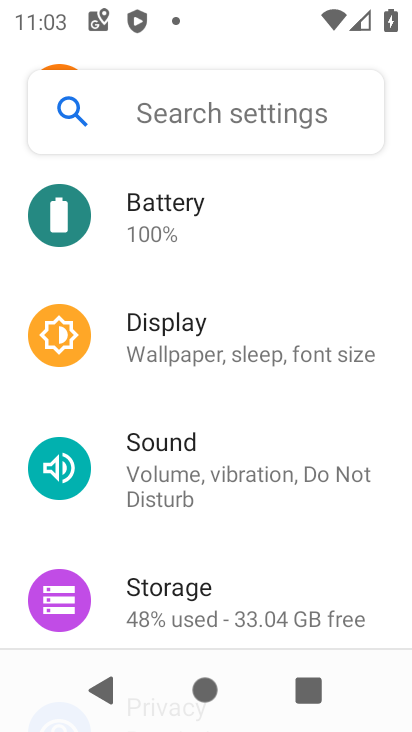 11:03
Search settings
Battery
100%
Display
Wallpaper, sleep, font size
Sound
Volume, vibration, Do Not
Disturb
Storage
48% used - 33.04 GB free
Privacy